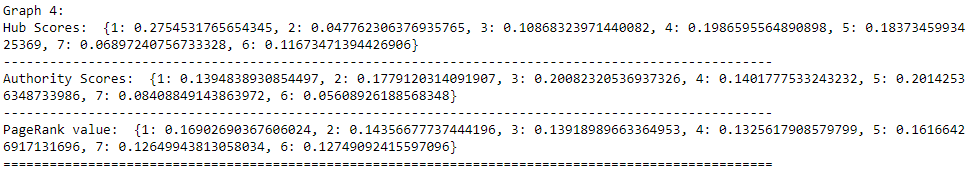 Graph 4:
Hub Scores:  {1: 0.2754531765654345, 2: 0.047762306376935765, 3: 0.10868323971440082, 4: 0.1986595564890898, 5: 0.18373459934
25369, 7: 0.06897240756733328, 6: 0.11673471394426906}
---------------------------------------------------------------------------------------------------
Authority Scores:  {1: 0.1394838930854497, 2: 0.1779120314091907, 3: 0.20082320536937326, 4: 0.1401777533243232, 5: 0.2014253
6348733986, 7: 0.08408849143863972, 6: 0.05608926188568348}
---------------------------------------------------------------------------------------------------
PageRank value:  {1: 0.16902690367606024, 2: 0.14356677737444196, 3: 0.13918989663364953, 4: 0.1325617908579799, 5: 0.1616642
6917131696, 7: 0.12649943813058034, 6: 0.12749092415597096}
===================================================================================================